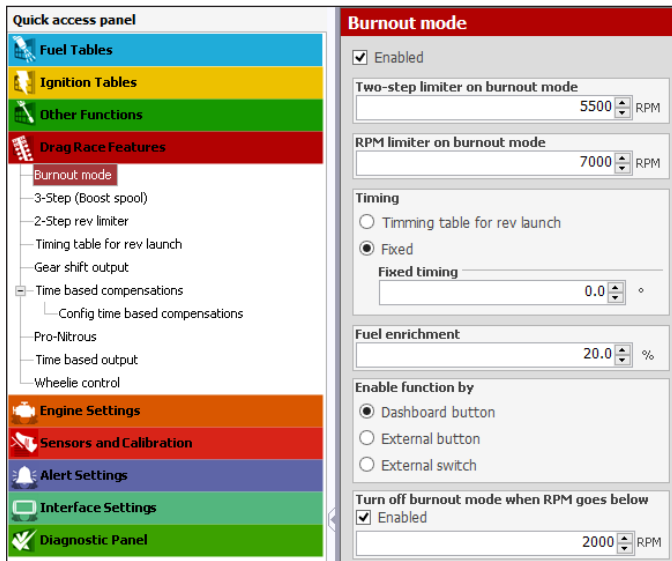 Quick access panel
Fuel Tables
Ignition Tables
Other Functions
Drag Race Features
Burnout mode
3-Step (Boost spool)
2-Step rev limiter
Timing table for rev launch
Gear shift output
Time based compensations
Config time based compensations
Pro-Nitrous
Time based output
Wheelie control
Engine Settings
Sensors and Calibration
Alert Settings
Interface Settings
Diagnostic Panel
Burnout mode
Enabled
Two-step limiter on burnout mode
5500 RPM
RPM limiter on burnout mode
7000 RPM
Timing
Timming table for rev launch
Fixed
Fixed timing
0.0 °
Fuel enrichment
20.0 %
Enable function by
Dashboard button
External button
External switch
Turn off burnout mode when RPM goes below
Enabled
2000 RPM